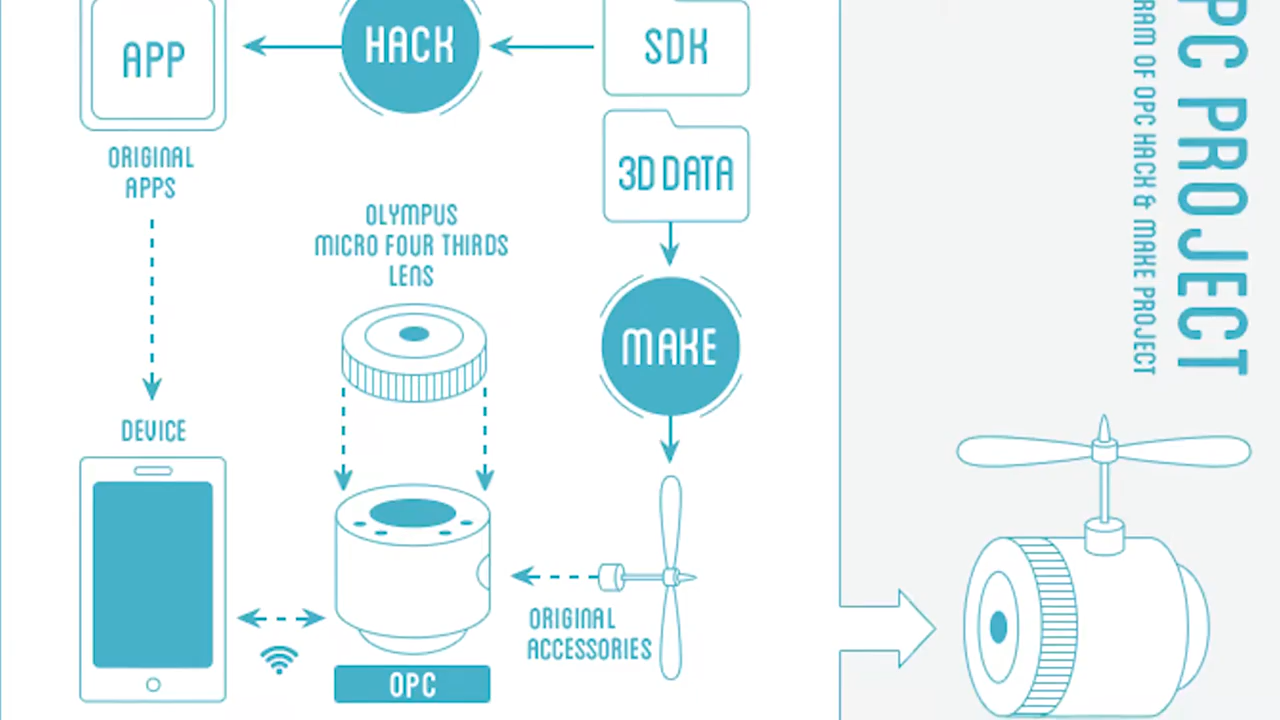 APP
HACK
SDK
ORIGINAL
APPS
3D DATA
OLYMPUS
MICRO FOUR THIRDS
LENS
MAKE
DEVICE
ORIGINAL
ACCESSORIES
OPC
PC PROJECT
RAM OF OPC HACK & MAKE PROJECT